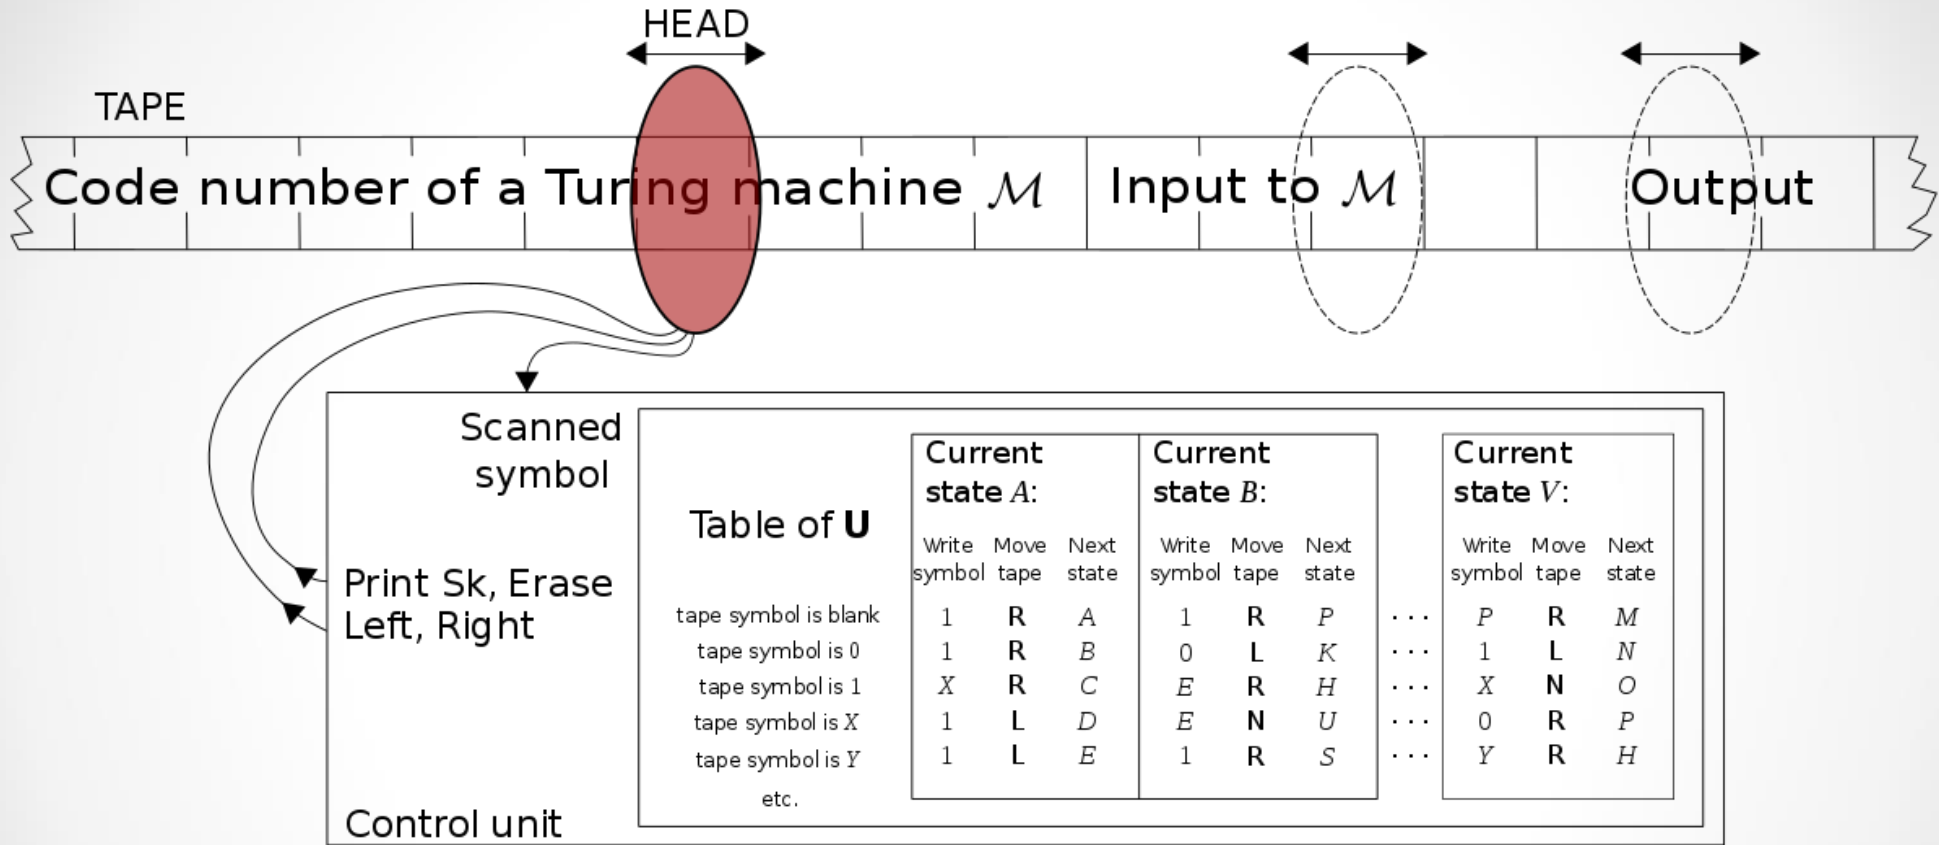 HEAD
TAPE
Code number of a Turing machine ℳ Input to ℳ Output
Scanned
symbol
Print Sk, Erase
Left, Right
Control unit
Table of U
Current
state A:
Current
state B:
Current
state V:
Write Move Next Write Move Next Write Move Next
symbol tape state symbol tape state symbol tape state
tape symbol is blank 1 R A 1 R P ... P R M
tape symbol is 0 1 R B 0 L K ... 1 L N
tape symbol is 1 X R C E R H ... X N O
tape symbol is X 1 L D E N U ... 0 R P
tape symbol is Y 1 L E 1 R S ... Y R H
etc.